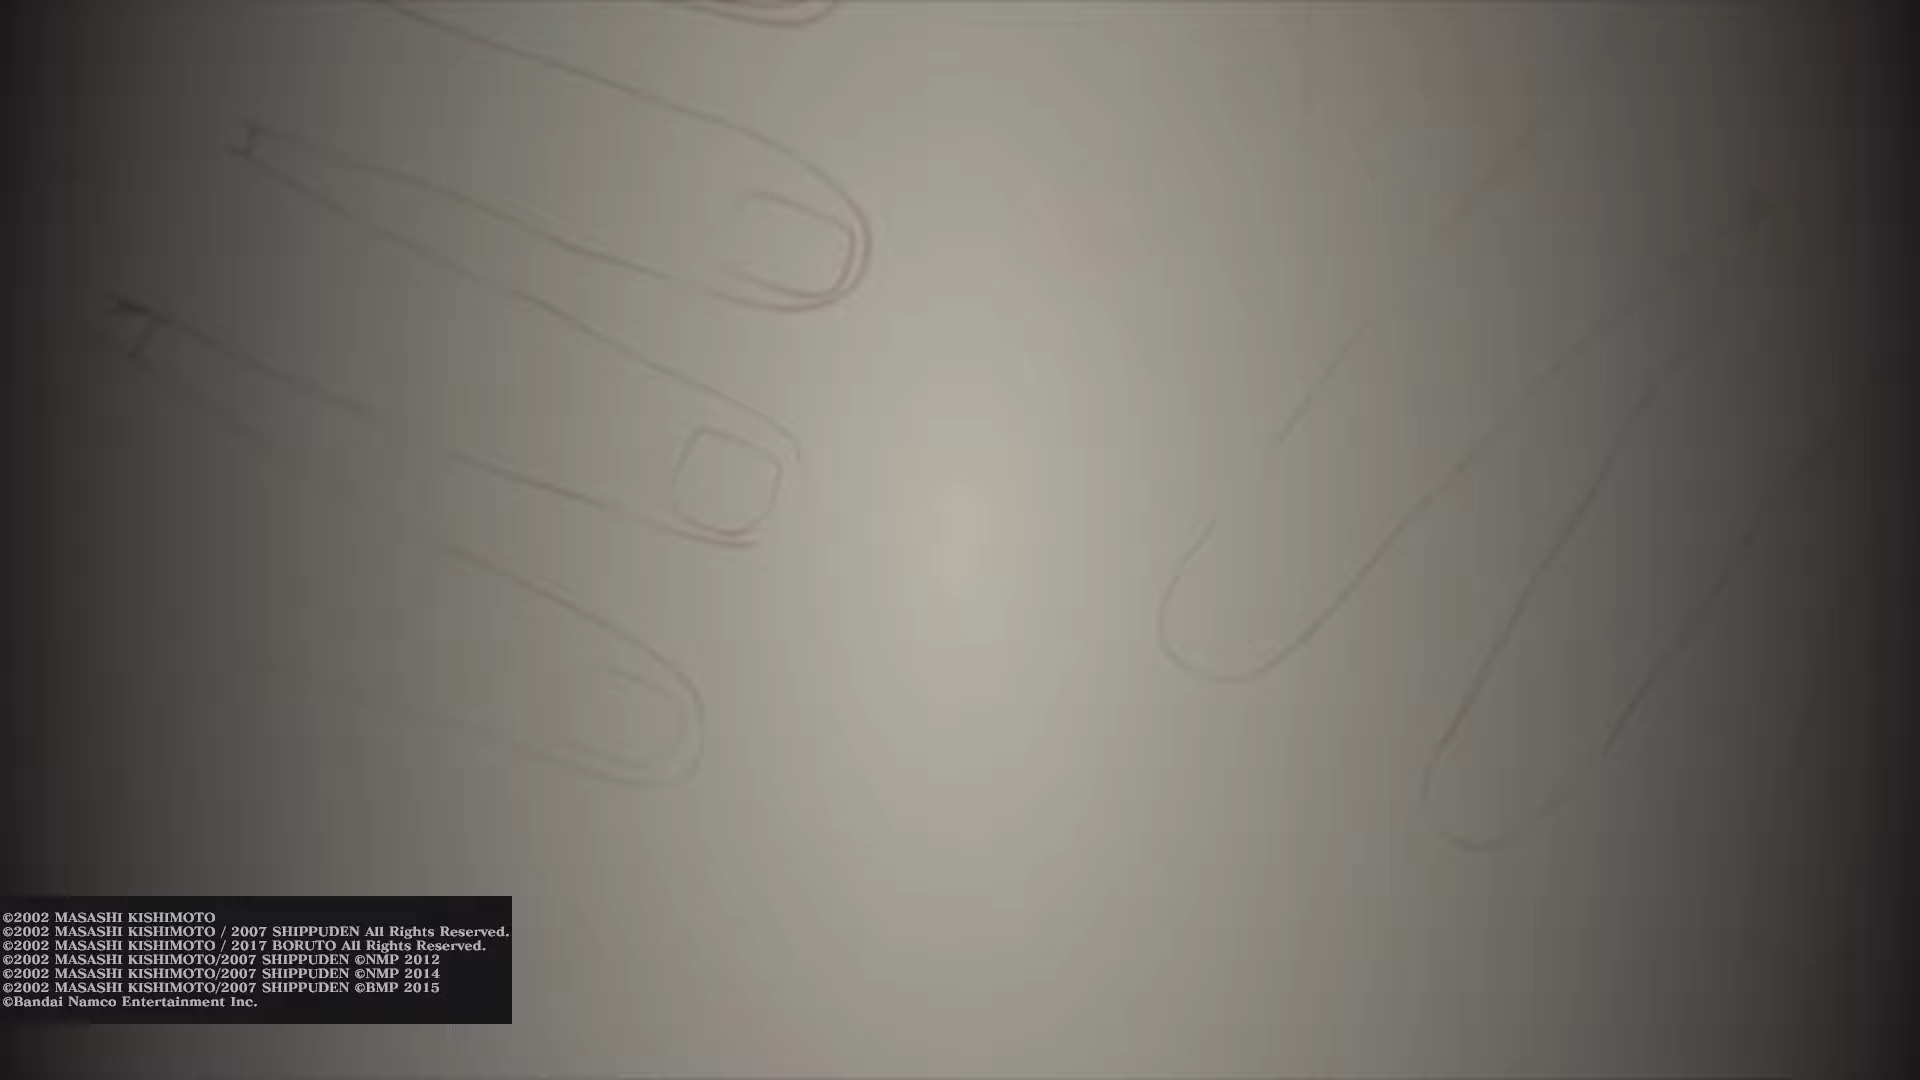 ©2002 MASASHI KISHIMOTO
©2002 MASASHI KISHIMOTO / 2007 SHIPPUDEN All Rights Reserved.
©2002 MASASHI KISHIMOTO / 2017 BORUTO All Rights Reserved.
©2002 MASASHI KISHIMOTO/2007 SHIPPUDEN ©NMP 2012
©2002 MASASHI KISHIMOTO/2007 SHIPPUDEN ©NMP 2014
©2002 MASASHI KISHIMOTO/2007 SHIPPUDEN ©BMP 2015
©Bandai Namco Entertainment Inc.